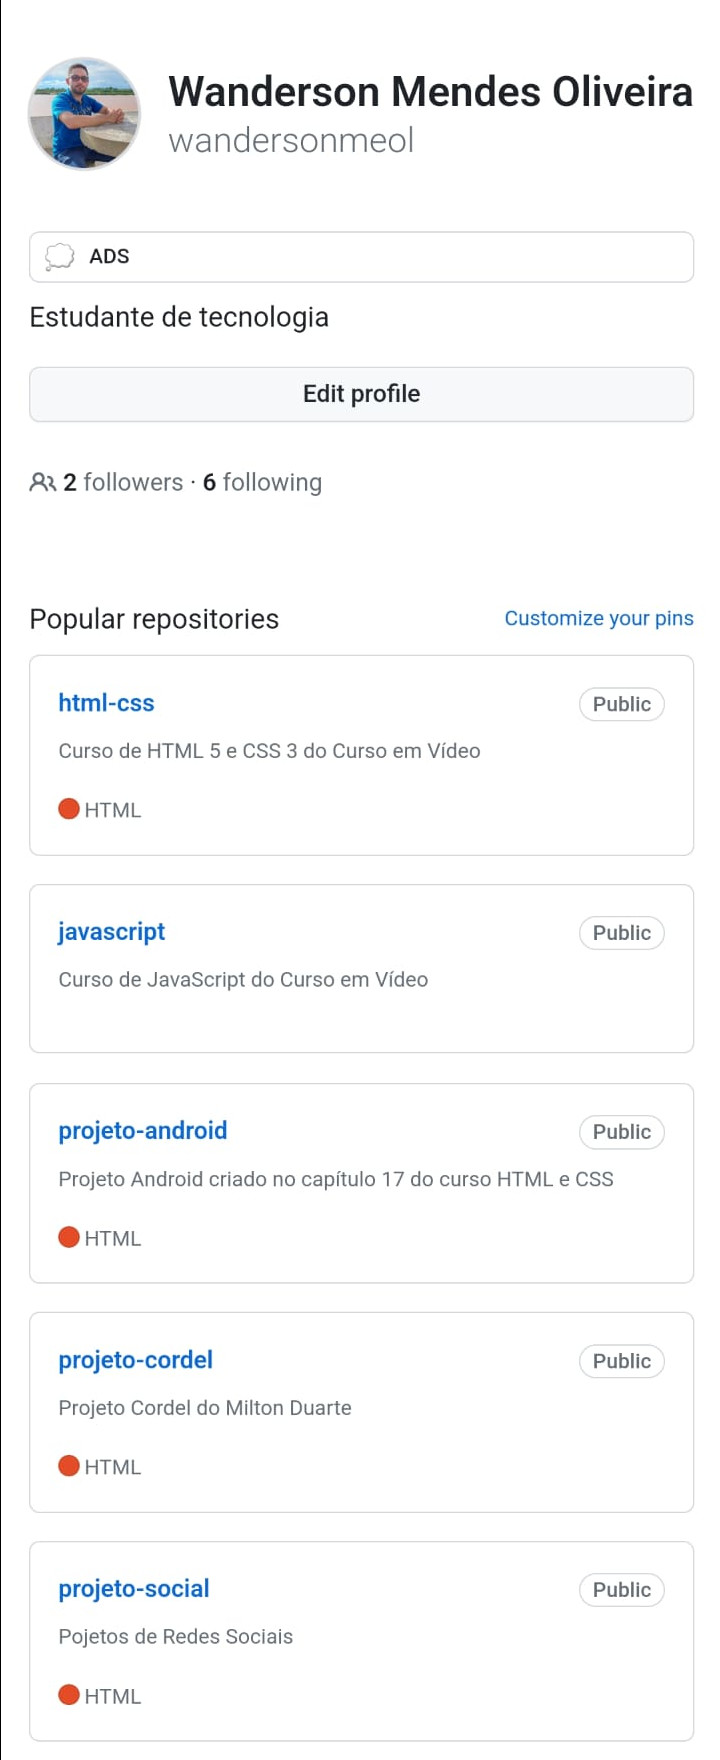 Wanderson Mendes Oliveira
wandersonmeol
ADS
Estudante de tecnologia
Edit profile
2 followers · 6 following
Popular repositories Customize your pins
html-css Public
Curso de HTML 5 e CSS 3 do Curso em Vídeo
HTML
javascript Public
Curso de JavaScript do Curso em Vídeo
projeto-android Public
Projeto Android criado no capítulo 17 do curso HTML e CSS
HTML
projeto-cordel Public
Projeto Cordel do Milton Duarte
HTML
projeto-social Public
Pojetos de Redes Sociais
HTML